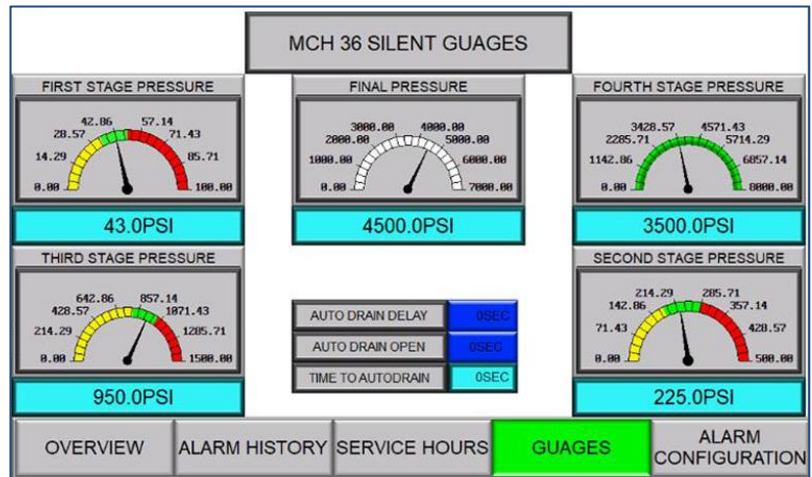 MCH 36 SILENT GUAGES
FIRST STAGE PRESSURE
0.00
14.29
28.57
42.86
57.14
71.43
85.71
100.00
43.0PSI
FINAL PRESSURE
0.00
1000.00
2000.00
3000.00
4000.00
5000.00
6000.00
7000.00
4500.0PSI
FOURTH STAGE PRESSURE
0.00
1142.86
2285.71
3428.57
4571.43
5714.29
6857.14
8000.00
3500.0PSI
THIRD STAGE PRESSURE
0.00
214.29
428.57
642.86
857.14
1071.43
1285.71
1500.00
950.0PSI
AUTO DRAIN DELAY 0SEC
AUTO DRAIN OPEN 0SEC
TIME TO AUTODRAIN 0SEC
SECOND STAGE PRESSURE
0.00
71.43
142.86
214.29
285.71
357.14
428.57
500.00
225.0PSI
OVERVIEW
ALARM HISTORY
SERVICE HOURS
GUAGES
ALARM
CONFIGURATION